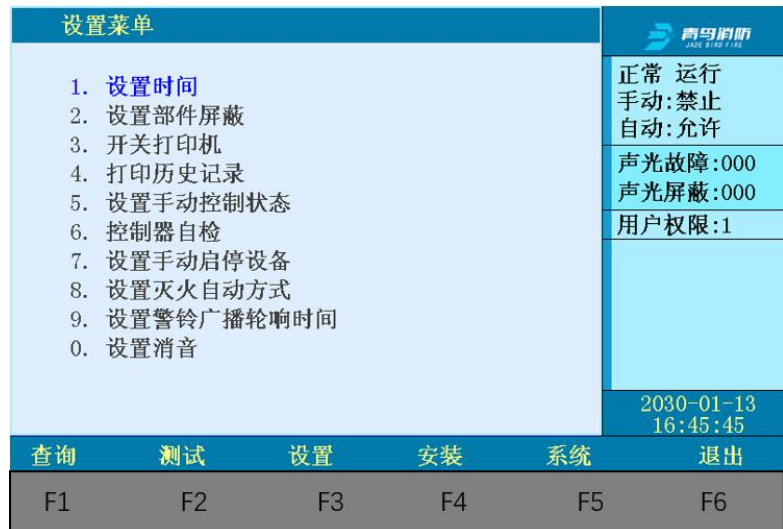 设置菜单
1. 设置时间
2. 设置部件屏蔽
3. 开关打印机
4. 打印历史记录
5. 设置手动控制状态
6. 控制器自检
7. 设置手动启停设备
8. 设置灭火自动方式
9. 设置警铃广播轮响时间
0. 设置消音
青鸟消防
JADE BIRD FIRE
正常 运行
手动:禁止
自动:允许
声光故障:000
声光屏蔽:000
用户权限:1
2030-01-13
16:45:45
查询 测试 设置 安装 系统 退出
F1 F2 F3 F4 F5 F6